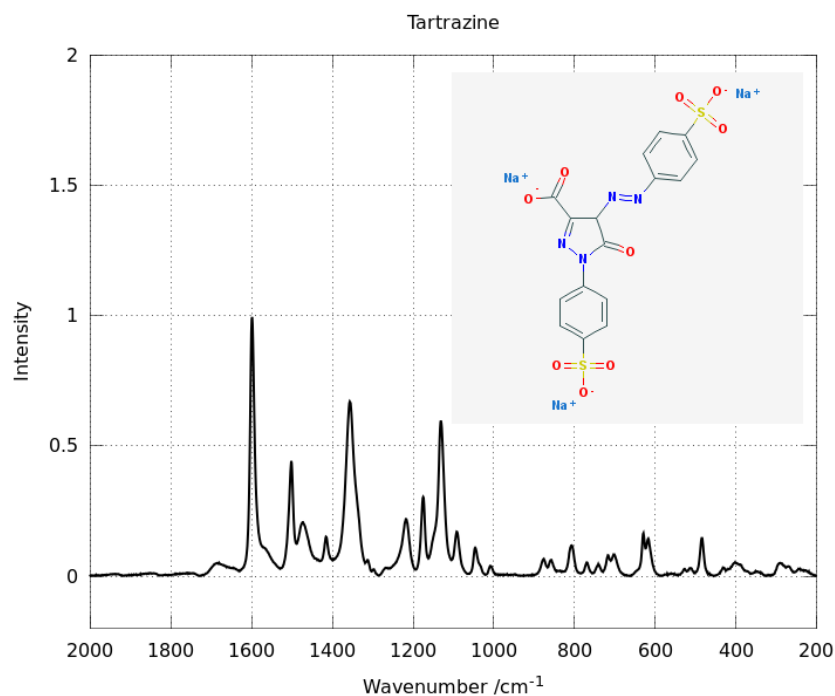 Tartrazine
2
1.5
1
0.5
0
Intensity
2000 1800 1600 1400 1200 1000 800 600 400 200
Wavenumber /cm-1
O
O-
Na+
S
O
Na+
O
O-
N
N
N
O
N
O
S
O
O-
Na+